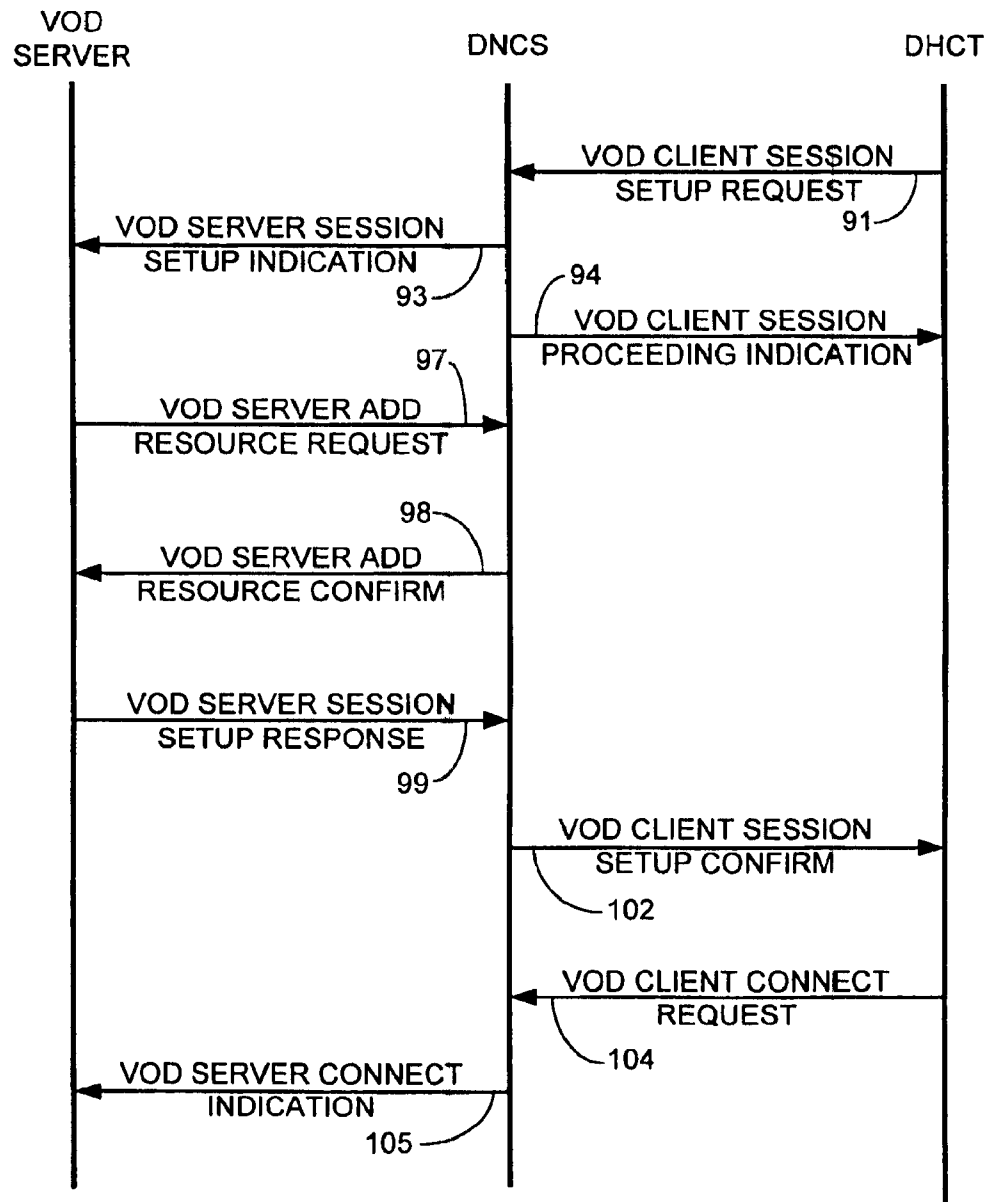 VOD
SERVER
DNCS
DHCT
VOD CLIENT SESSION
SETUP REQUEST
91
VOD SERVER SESSION
SETUP INDICATION
93
94
VOD CLIENT SESSION
PROCEEDING INDICATION
97
VOD SERVER ADD
RESOURCE REQUEST
98
VOD SERVER ADD
RESOURCE CONFIRM
VOD SERVER SESSION
SETUP RESPONSE
99
VOD CLIENT SESSION
SETUP CONFIRM
102
VOD CLIENT CONNECT
REQUEST
104
VOD SERVER CONNECT
INDICATION
105